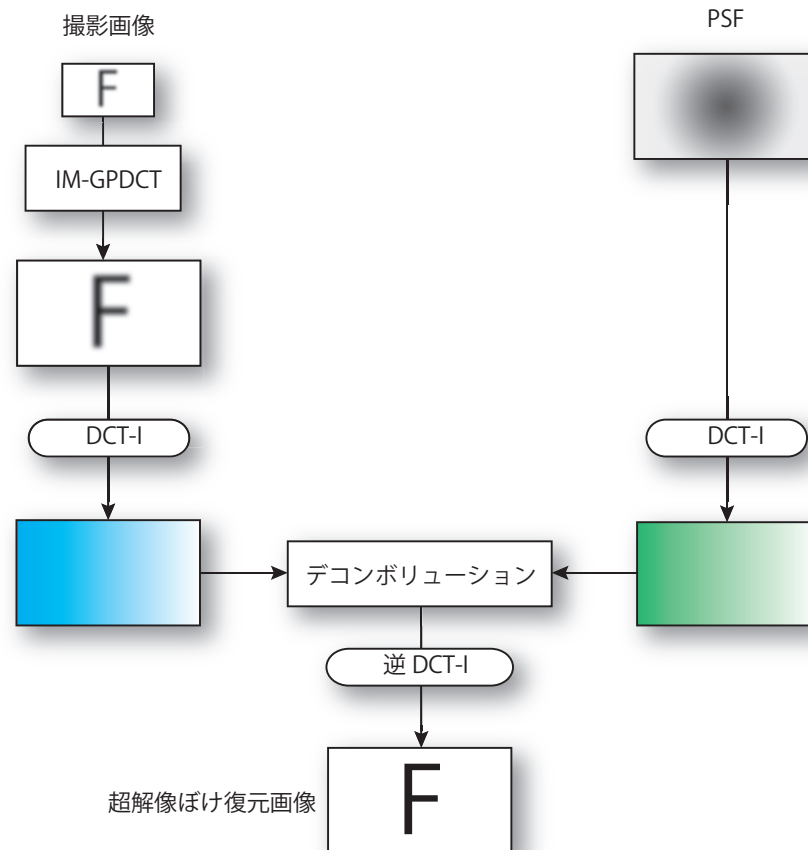 撮影画像
PSF
F
IM-GPDCT
F
DCT-I
DCT-I
デコンボリューション
逆 DCT-I
超解像ぼけ復元画像
F